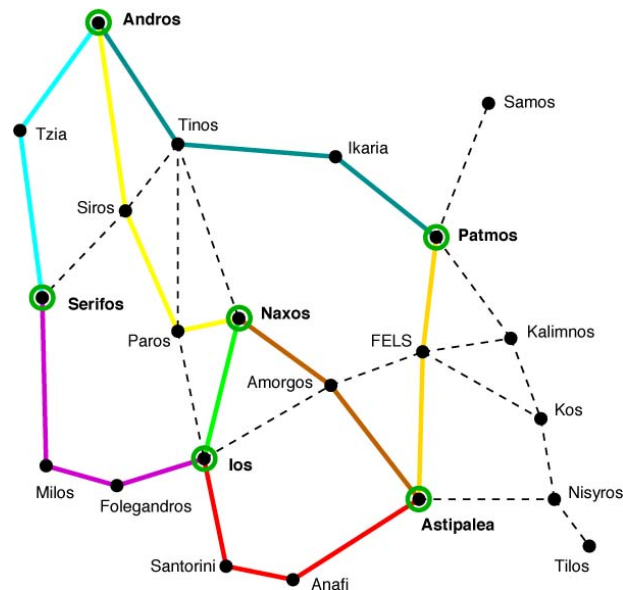 Andros
Samos
Tzia
Tinos
Ikaria
Siros
Patmos
Serifos
Naxos
Paros
FELS
Kalimnos
Amorgos
Kos
Ios
Milos
Folegandros
Nisyros
Astipalea
Santorini
Anafi
Tilos